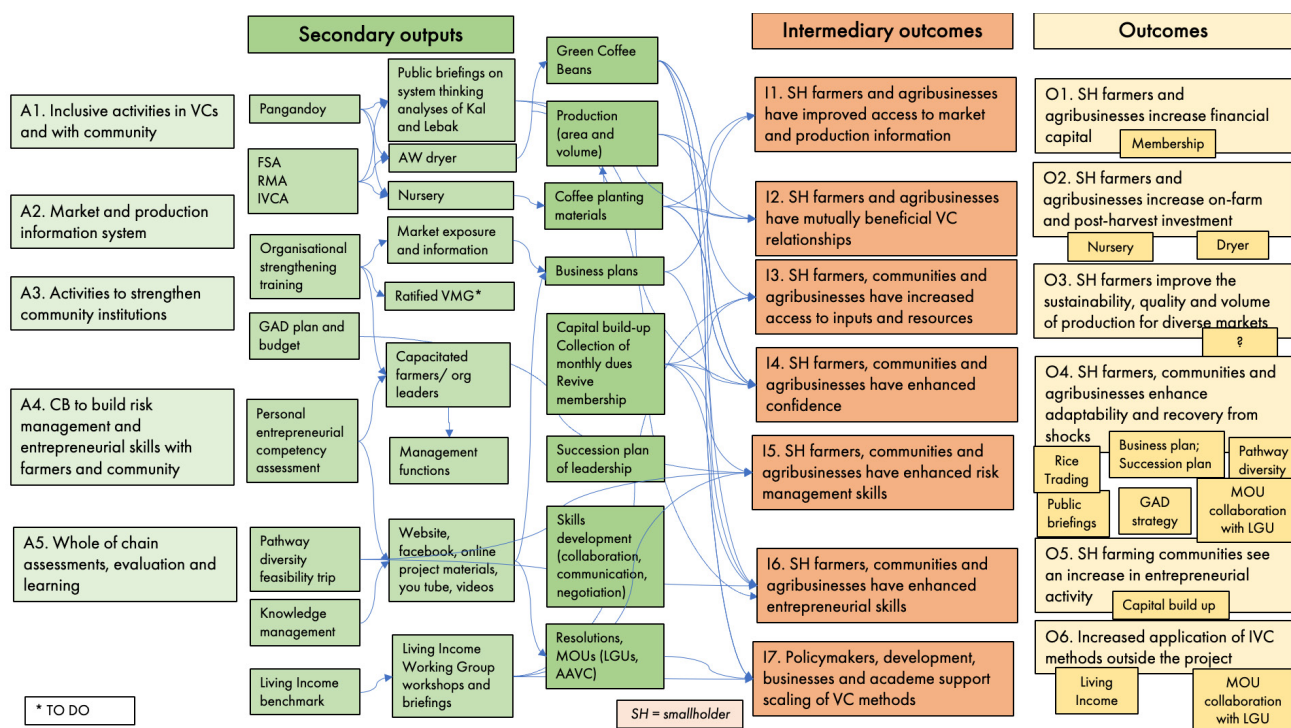 Secondary outputs
Intermediary outcomes
Outcomes
A1. Inclusive activities in VCs
and with community
A2. Market and production
information system
A3. Activities to strengthen
community institutions
A4. CB to build risk
management and
entrepreneurial skills with
farmers and community
A5. Whole of chain
assessments, evaluation and
learning
* TO DO
Pangandoy
FSA
RMA
IVCA
Organisational
strengthening
training
GAD plan and
budget
Personal
entrepreneurial
competency
assessment
Pathway
diversity
feasibility trip
Knowledge
management
Living Income
benchmark
Public briefings on
system thinking
analyses of Kal
and Lebak
AW dryer
Nursery
Market exposure
and information
Ratified VMG*
Capacitated
farmers/ org
leaders
Management
functions
Website,
facebook, online
project materials,
you tube, videos
Living Income
Working Group
workshops and
briefings
Green Coffee
Beans
Production
(area and
volume)
Coffee planting
materials
Business plans
Capital build-up
Collection of
monthly dues
Revive
membership
Succession plan
of leadership
Skills
development
(collaboration,
communication,
negotiation)
Resolutions,
MOUs (LGUs,
AAVC)
SH = smallholder
I1. SH farmers and agribusinesses
have improved access to market
and production information
I2. SH farmers and agribusinesses
have mutually beneficial VC
relationships
I3. SH farmers, communities and
agribusinesses have increased
access to inputs and resources
I4. SH farmers, communities and
agribusinesses have enhanced
confidence
I5. SH farmers, communities and
agribusinesses have enhanced risk
management skills
I6. SH farmers, communities and
agribusinesses have enhanced
entrepreneurial skills
I7. Policymakers, development,
businesses and academe support
scaling of VC methods
O1. SH farmers and
agribusinesses increase financial
capital
Membership
O2. SH farmers and
agribusinesses increase on-farm
and post-harvest investment
Nursery
Dryer
O3. SH farmers improve the
sustainability, quality and volume
of production for diverse markets
?
O4. SH farmers, communities and
agribusinesses enhance
adaptability and recovery from
shocks
Rice
Trading
Business plan;
Succession plan
Pathway
diversity
Public
briefings
GAD
strategy
MOU
collaboration
with LGU
O5. SH farming communities see
an increase in entrepreneurial
activity
Capital build up
O6. Increased application of IVC
methods outside the project
Living
Income
MOU
collaboration
with LGU